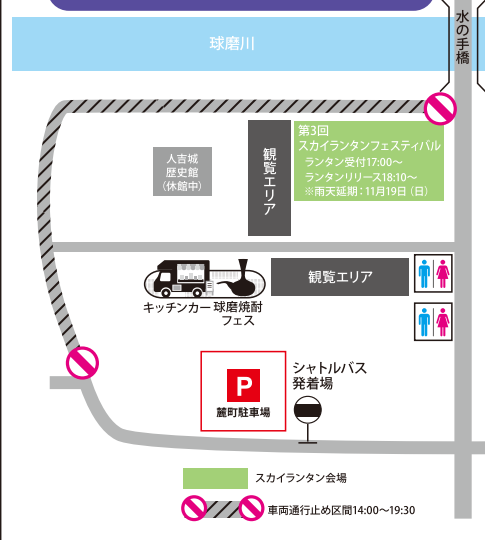 水の手橋
球磨川
第3回
スカイランタンフェスティバル
ランタン受付17:00〜
ランタンリリース18:10〜
※雨天延期：11月19日（日）
人吉城
歴史館
（休館中）
観覧エリア
観覧エリア
キッチンカー
球磨焼酎
フェス
シャトルバス
発着場
P
麓町駐車場
スカイランタン会場
車両通行止め区間14:00〜19:30